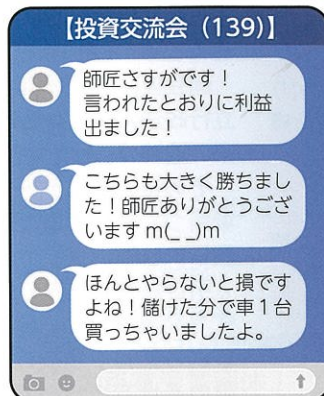 【投資交流会（139）】
師匠さすがです！
言われたとおりに利益
出ました！
こちらも大きく勝ちまし
た！師匠ありがとうござ
います m(_ _)m
ほんとやらないと損です
よね！儲けた分で車１台
買っちゃいましたよ。